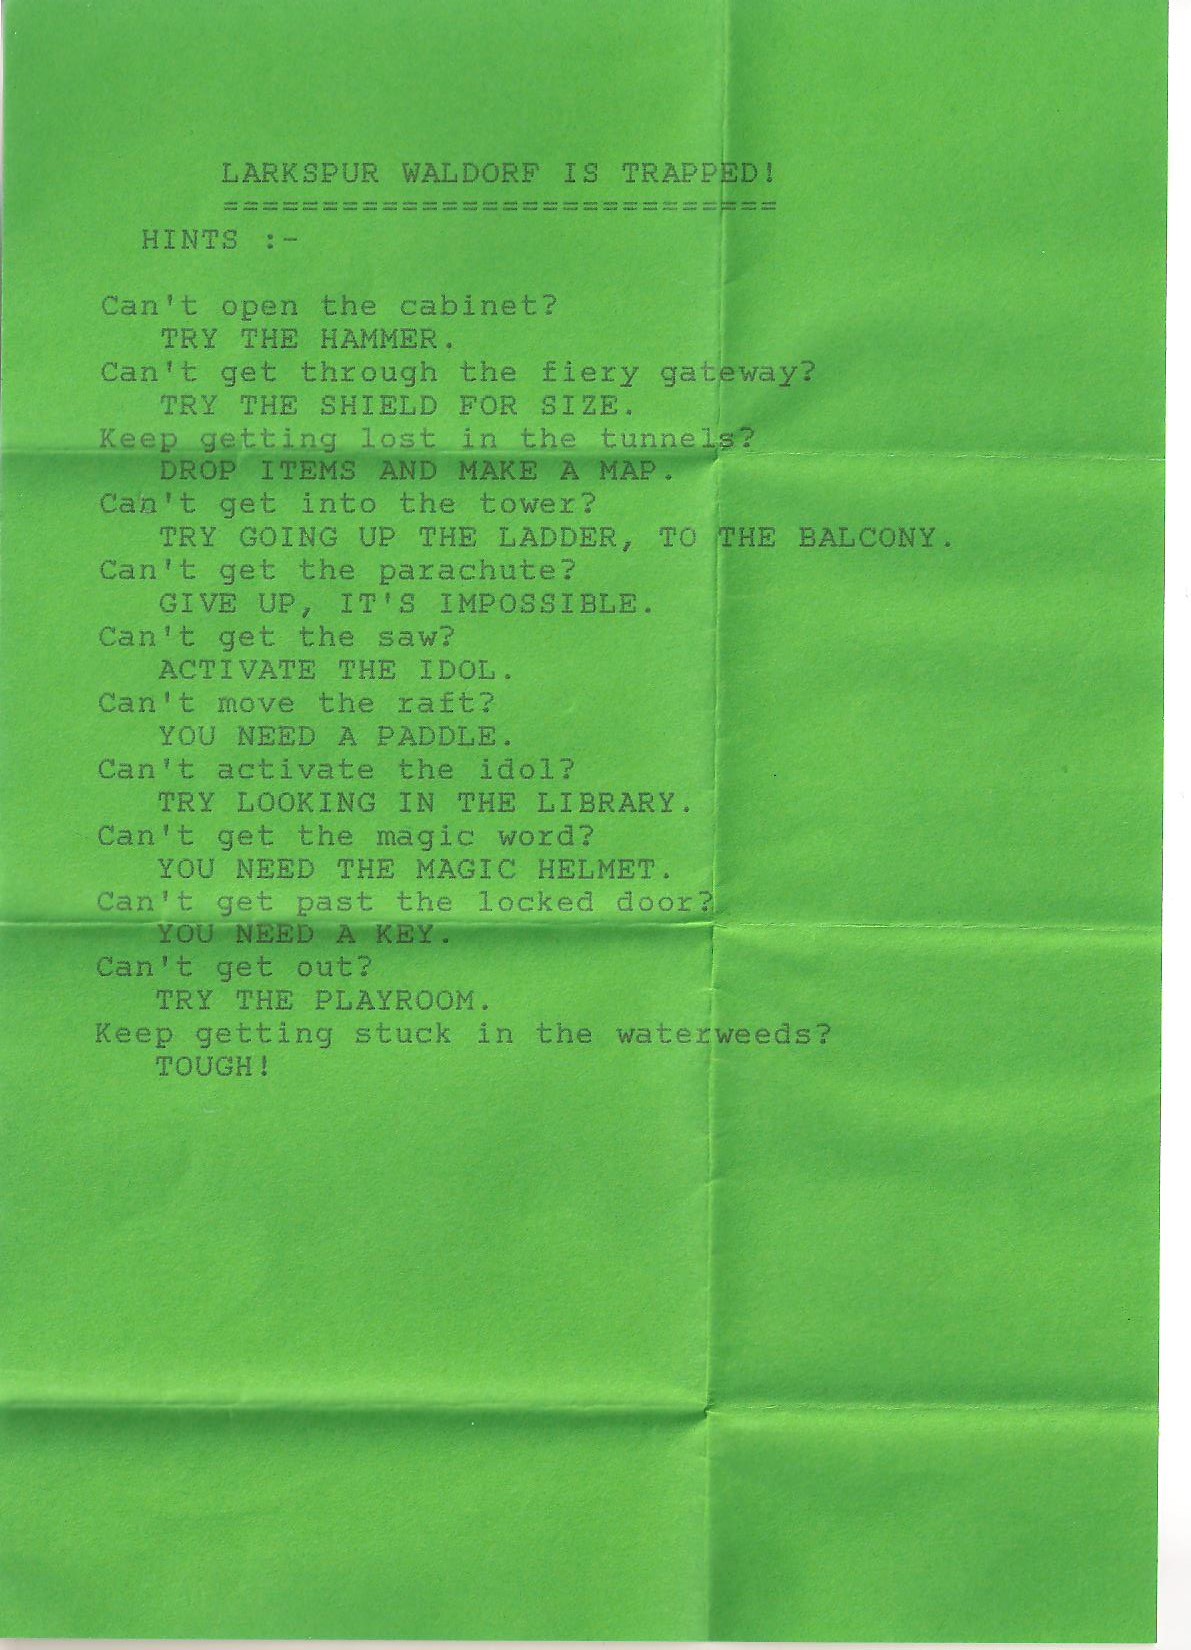 LARKSPUR WALDORF IS TRAPPED!
============================
HINTS :-
Can't open the cabinet?
TRY THE HAMMER.
Can't get through the fiery gateway?
TRY THE SHIELD FOR SIZE.
Keep getting lost in the tunnels?
DROP ITEMS AND MAKE A MAP.
Can't get into the tower?
TRY GOING UP THE LADDER, TO THE BALCONY.
Can't get the parachute?
GIVE UP, IT'S IMPOSSIBLE.
Can't get the saw?
ACTIVATE THE IDOL.
Can't move the raft?
YOU NEED A PADDLE.
Can't activate the idol?
TRY LOOKING IN THE LIBRARY.
Can't get the magic word?
YOU NEED THE MAGIC HELMET.
Can't get past the locked door?
YOU NEED A KEY.
Can't get out?
TRY THE PLAYROOM.
Keep getting stuck in the waterweeds?
TOUGH!